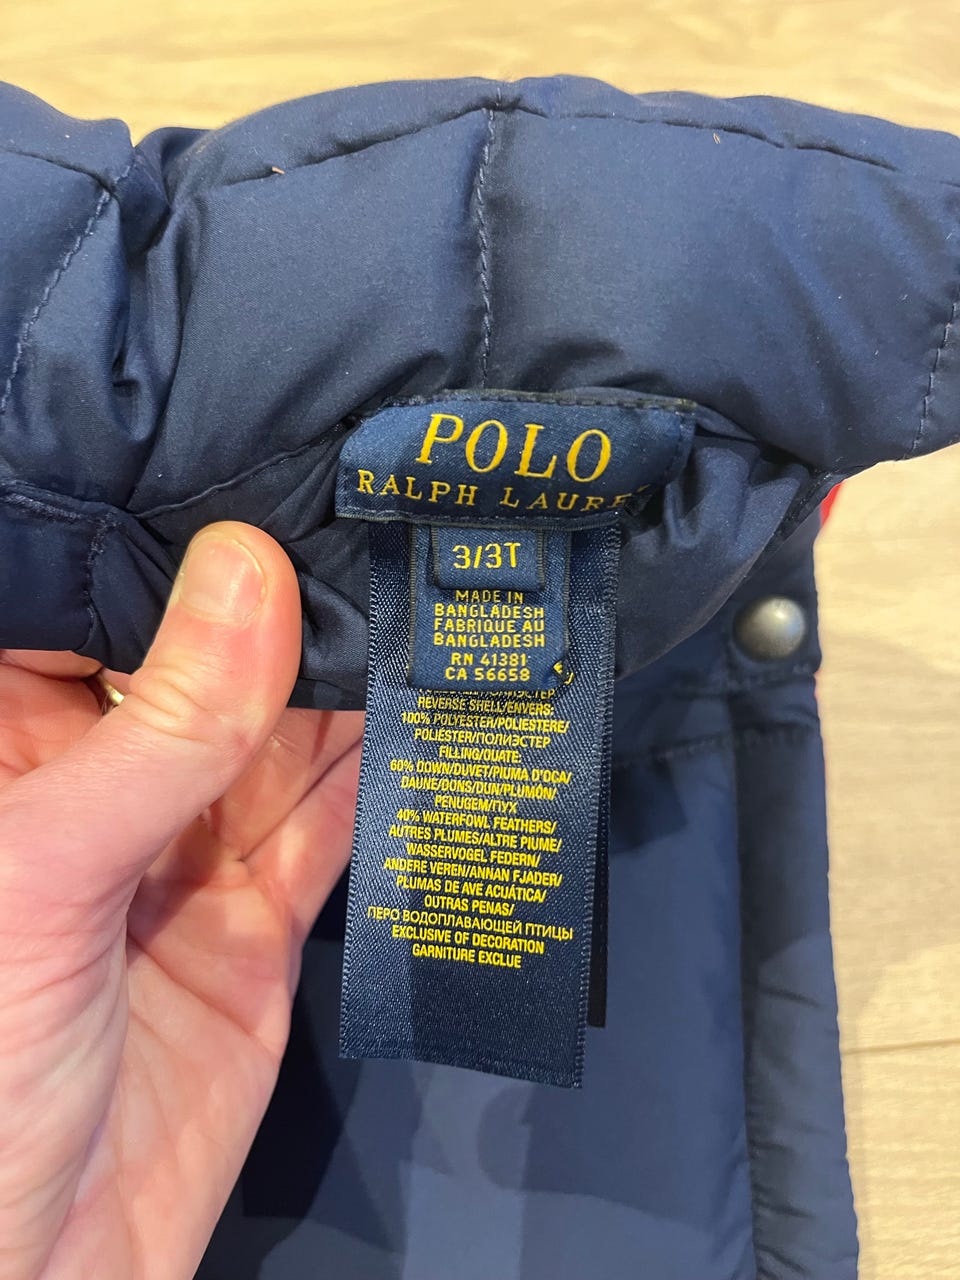 POLO
RALPH LAUREN
3/3T
MADE IN
BANGLADESH
FABRIQUE AU
BANGLADESH
RN 41381
CA 56658
REVERSE SHELL/ENVERS:
100% POLYESTER/POLIESTERE/
POLIÉSTER/ПОЛИЭСТЕР
FILLING/OUATE:
60% DOWN/DUVET/PIUMA D'OCA/
DAUNE/DONS/DUN/PLUMÓN/
PENUGEM/ПУХ
40% WATERFOWL FEATHERS/
AUTRES PLUMES/ALTRE PIUME/
WASSERVOGEL FEDERN/
ANDERE VEREN/ANNAN FJADER/
PLUMAS DE AVE ACUÁTICA/
OUTRAS PENAS/
ПЕРО ВОДОПЛАВАЮЩЕЙ ПТИЦЫ
EXCLUSIVE OF DECORATION
GARNITURE EXCLUE